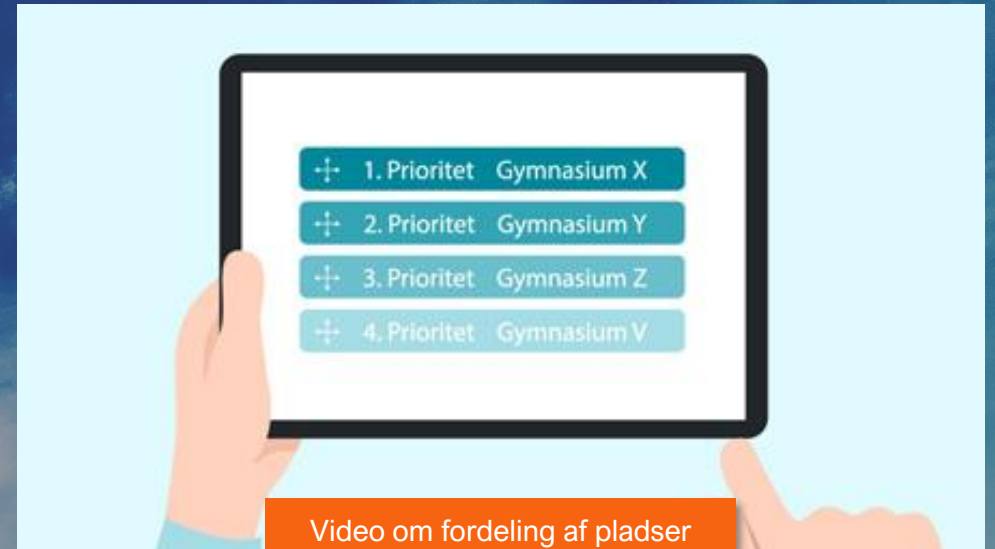 1. Prioritet Gymnasium X
2. Prioritet Gymnasium Y
3. Prioritet Gymnasium Z
4. Prioritet Gymnasium V
Video om fordeling af pladser